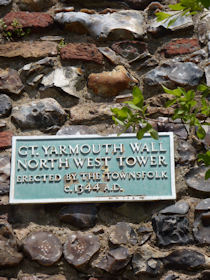 GT. YARMOUTH WALL
NORTH WEST TOWER
ERECTED BY THE TOWNSFOLK
C.1344 A.D.